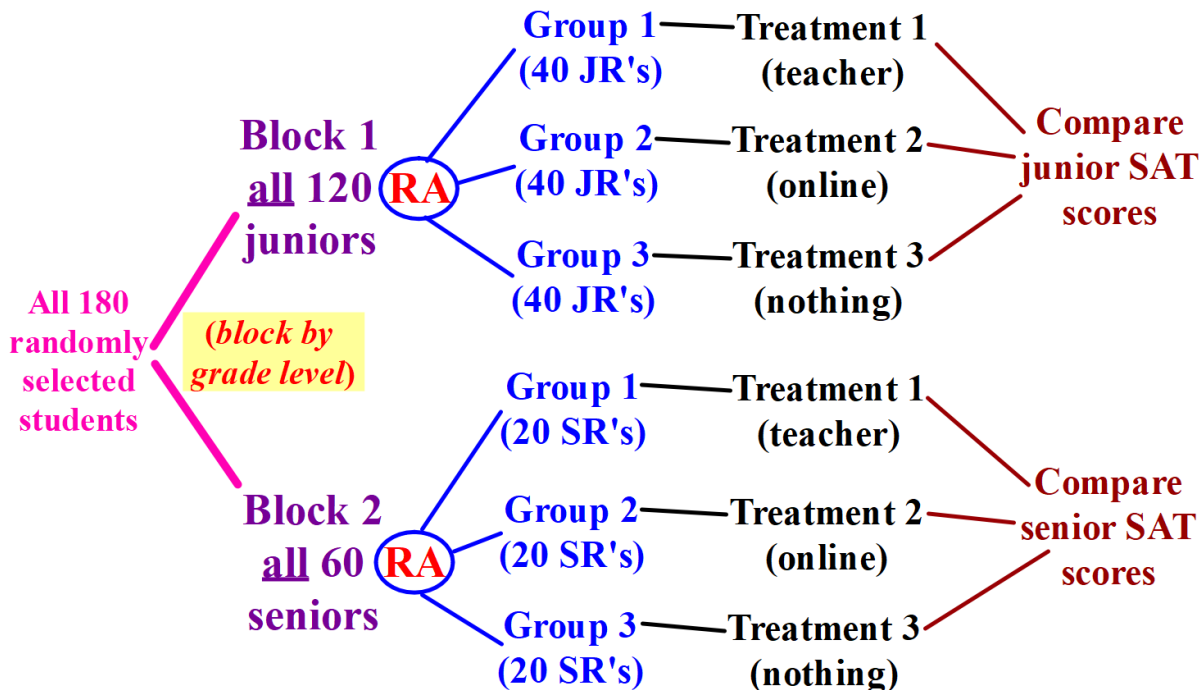 All 180
randomly
selected
students
(block by
grade level)
Block 1
all 120
juniors
RA
Group 1
(40 JR's)
Treatment 1
(teacher)
Group 2
(40 JR's)
Treatment 2
(online)
Group 3
(40 JR's)
Treatment 3
(nothing)
Compare
junior SAT
scores
Block 2
all 60
seniors
RA
Group 1
(20 SR's)
Treatment 1
(teacher)
Group 2
(20 SR's)
Treatment 2
(online)
Group 3
(20 SR's)
Treatment 3
(nothing)
Compare
senior SAT
scores